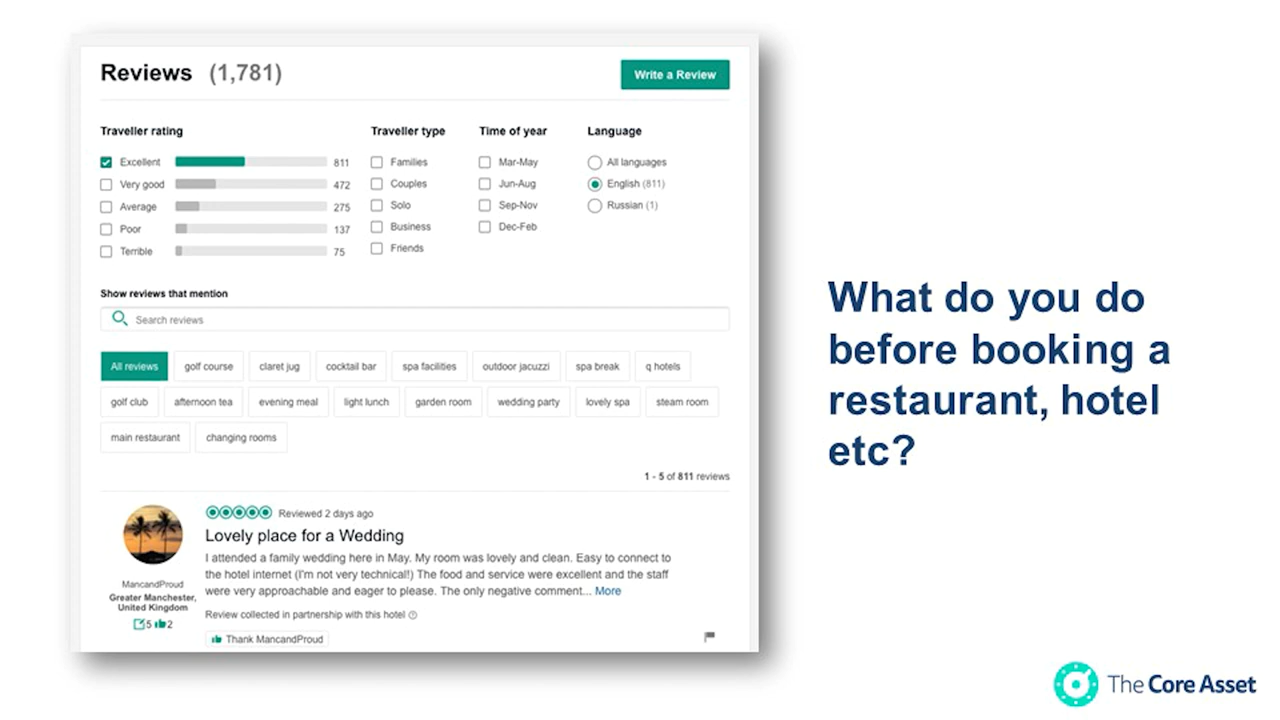 Reviews (1,781)
Write a Review
Traveller rating
Excellent 811
Very good 472
Average 275
Poor 137
Terrible 75
Traveller type
Families
Couples
Solo
Business
Friends
Time of year
Mar-May
Jun-Aug
Sep-Nov
Dec-Feb
Language
All languages
English (811)
Russian (1)
Show reviews that mention
Search reviews
All reviews golf course claret jug cocktail bar spa facilities outdoor jacuzzi spa break q hotels
golf club afternoon tea evening meal light lunch garden room wedding party lovely spa steam room
main restaurant changing rooms
1 - 5 of 811 reviews
MancandProud
Greater Manchester,
United Kingdom
5 2
Reviewed 2 days ago
Lovely place for a Wedding
I attended a family wedding here in May. My room was lovely and clean. Easy to connect to
the hotel internet (I'm not very technical!) The food and service were excellent and the staff
were very approachable and eager to please. The only negative comment... More
Review collected in partnership with this hotel
Thank MancandProud
What do you do
before booking a
restaurant, hotel
etc?
The Core Asset